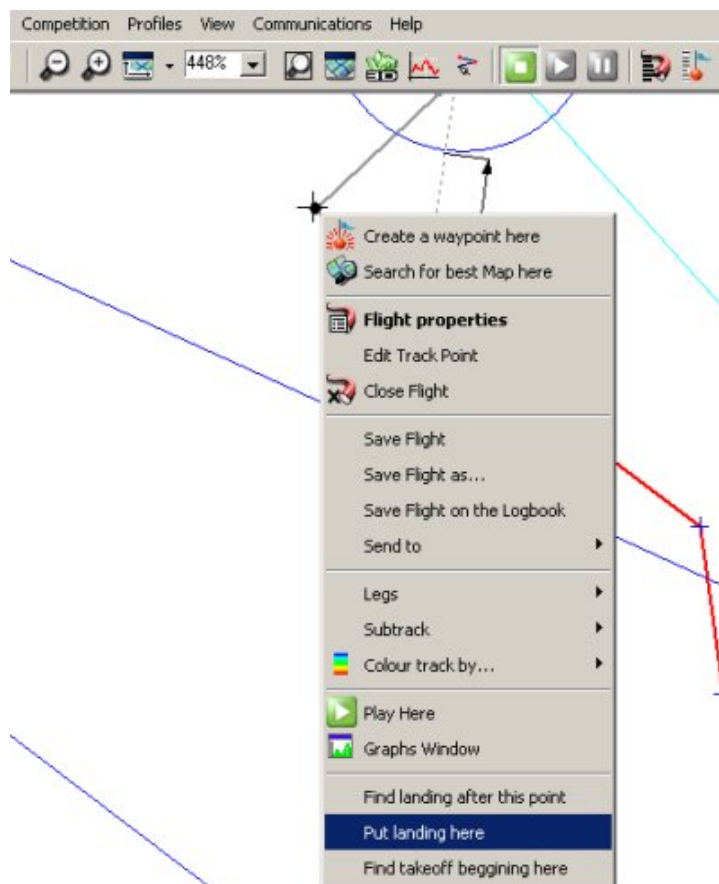 Competition Profiles View Communications Help
448%
Create a waypoint here
Search for best Map here
Flight properties
Edit Track Point
Close Flight
Save Flight
Save Flight as...
Save Flight on the Logbook
Send to
Legs
Subtrack
Colour track by...
Play Here
Graphs Window
Find landing after this point
Put landing here
Find takeoff beggining here